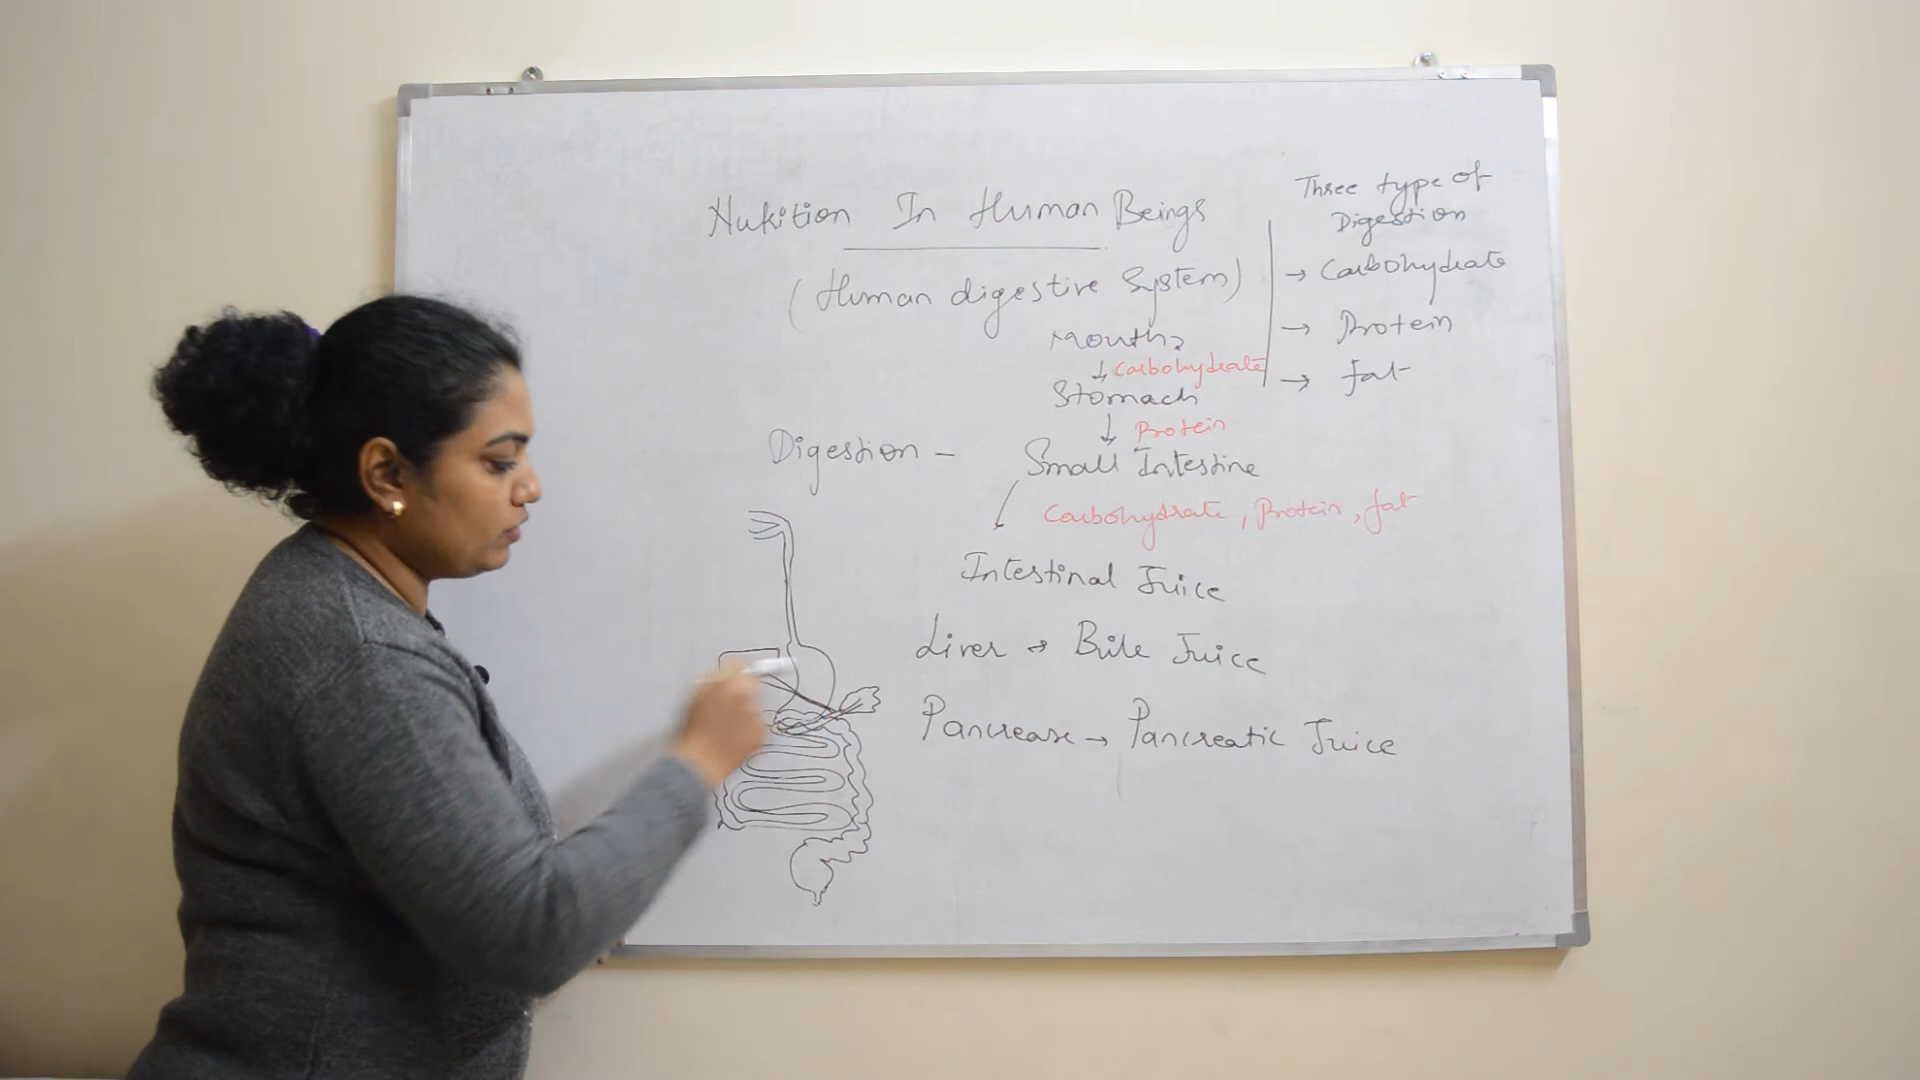 Nutrition In Human Beings
(Human digestive System)
Three type of
Digestion
→ Carbohydrate
→ Protein
→ fat
Mouth
↓ Carbohydrate
Stomach
↓ Protein
Digestion - Small Intestine
Carbohydrate, Protein, fat
Intestinal Juice
Liver → Bile Juice
Pancrease → Pancreatic Juice